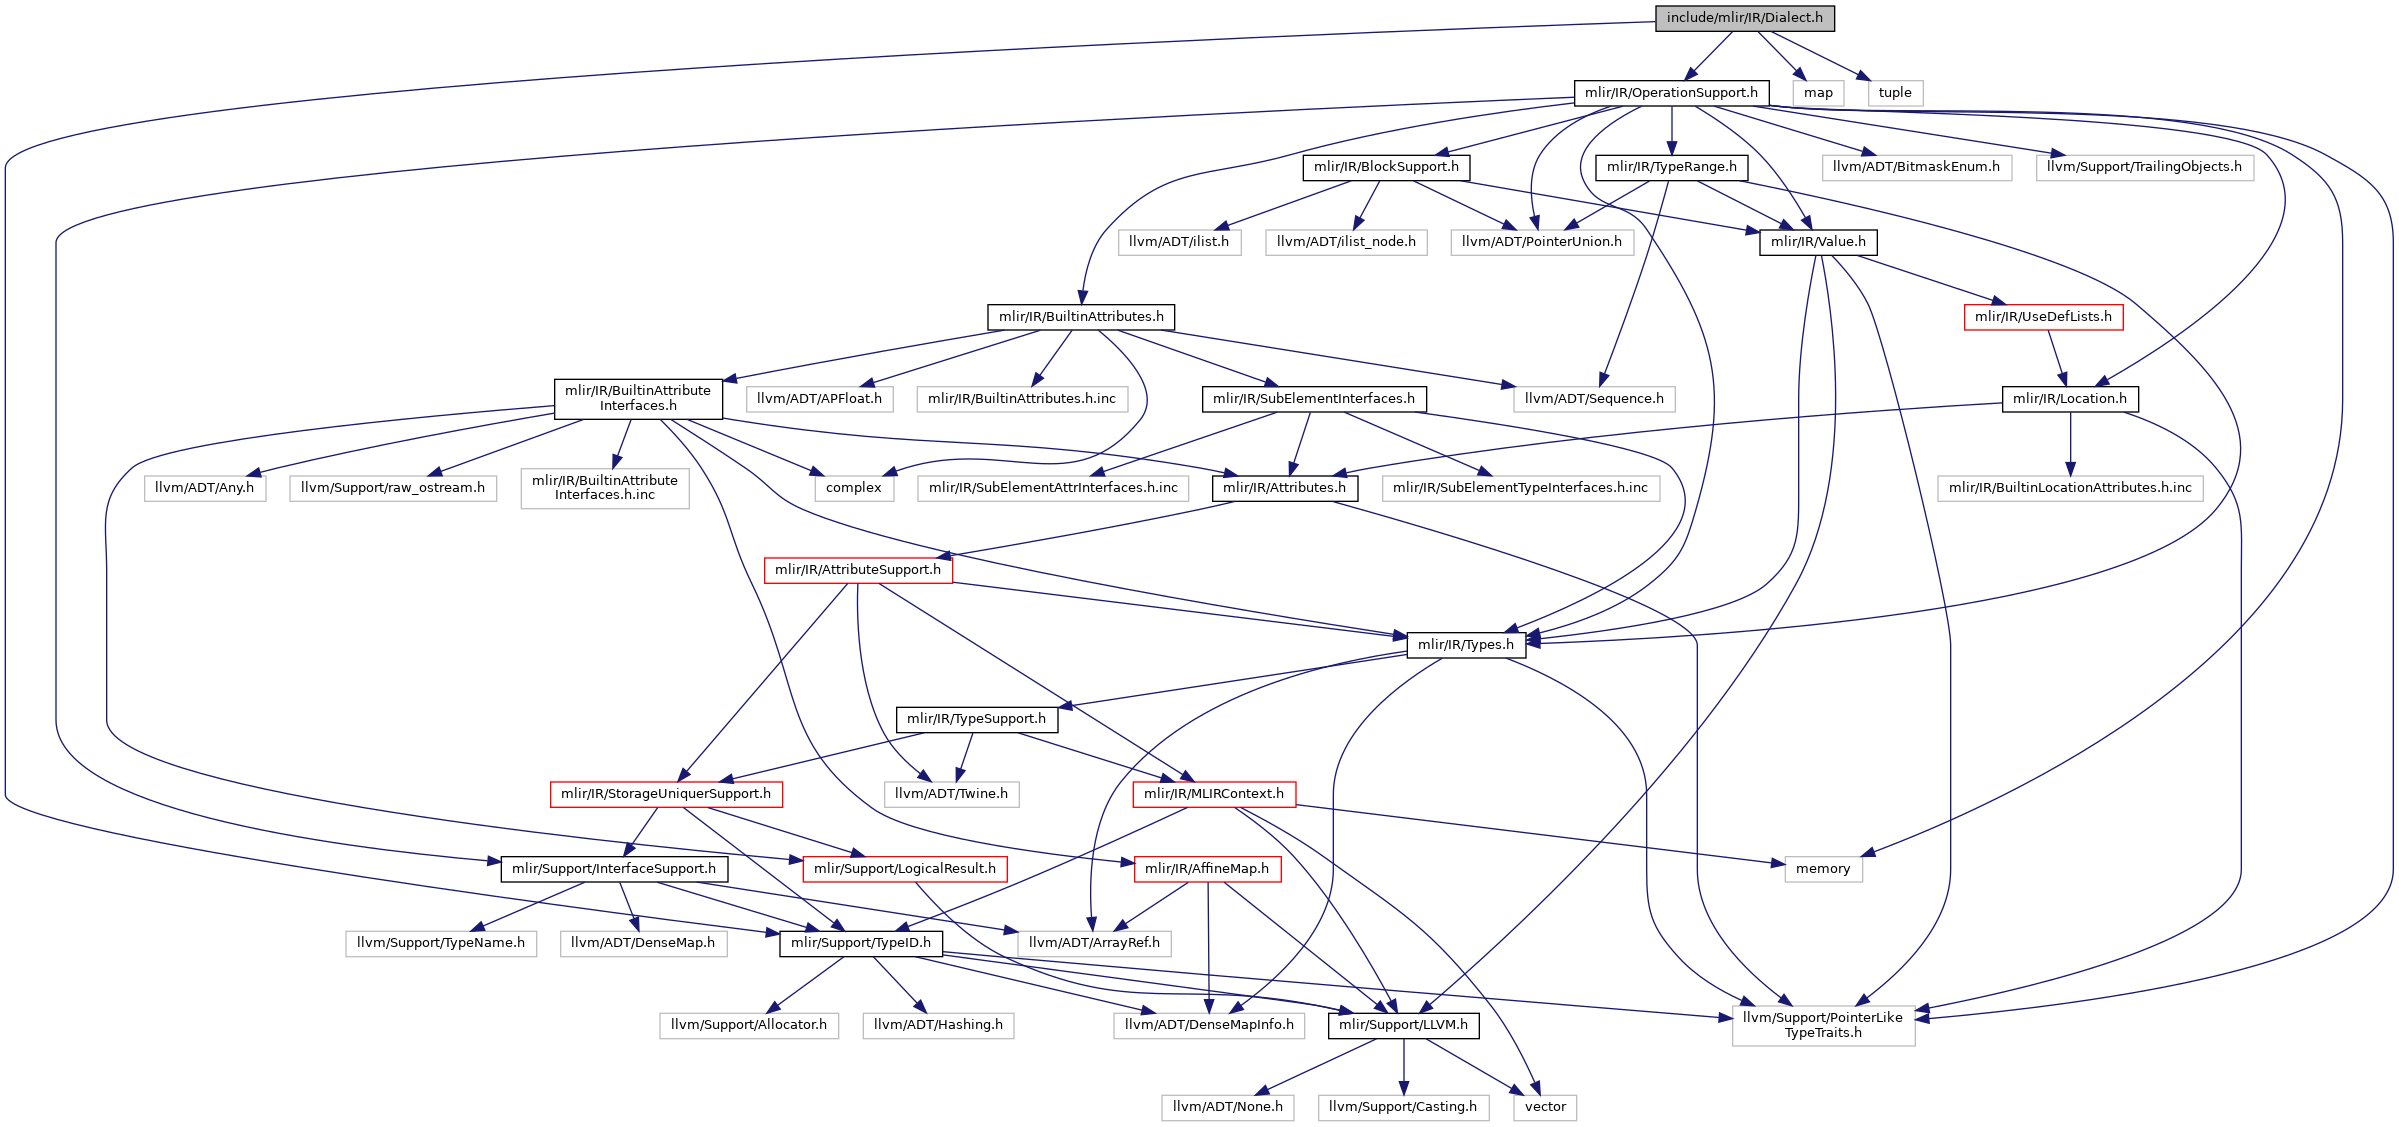 include/mlir/IR/Dialect.h
mlir/IR/OperationSupport.h
map
tuple
mlir/IR/BlockSupport.h
mlir/IR/TypeRange.h
llvm/ADT/BitmaskEnum.h
llvm/Support/TrailingObjects.h
llvm/ADT/ilist.h
llvm/ADT/ilist_node.h
llvm/ADT/PointerUnion.h
mlir/IR/Value.h
mlir/IR/BuiltinAttributes.h
mlir/IR/UseDefLists.h
mlir/IR/BuiltinAttribute
Interfaces.h
llvm/ADT/APFloat.h
mlir/IR/BuiltinAttributes.h.inc
mlir/IR/SubElementInterfaces.h
llvm/ADT/Sequence.h
mlir/IR/Location.h
llvm/ADT/Any.h
llvm/Support/raw_ostream.h
mlir/IR/BuiltinAttribute
Interfaces.h.inc
complex
mlir/IR/SubElementAttrInterfaces.h.inc
mlir/IR/Attributes.h
mlir/IR/SubElementTypeInterfaces.h.inc
mlir/IR/BuiltinLocationAttributes.h.inc
mlir/IR/AttributeSupport.h
mlir/IR/Types.h
mlir/IR/TypeSupport.h
mlir/IR/StorageUniquerSupport.h
llvm/ADT/Twine.h
mlir/IR/MLIRContext.h
mlir/Support/InterfaceSupport.h
mlir/Support/LogicalResult.h
mlir/IR/AffineMap.h
memory
llvm/Support/TypeName.h
llvm/ADT/DenseMap.h
mlir/Support/TypeID.h
llvm/ADT/ArrayRef.h
llvm/Support/Allocator.h
llvm/ADT/Hashing.h
llvm/ADT/DenseMapInfo.h
mlir/Support/LLVM.h
llvm/Support/PointerLike
TypeTraits.h
llvm/ADT/None.h
llvm/Support/Casting.h
vector